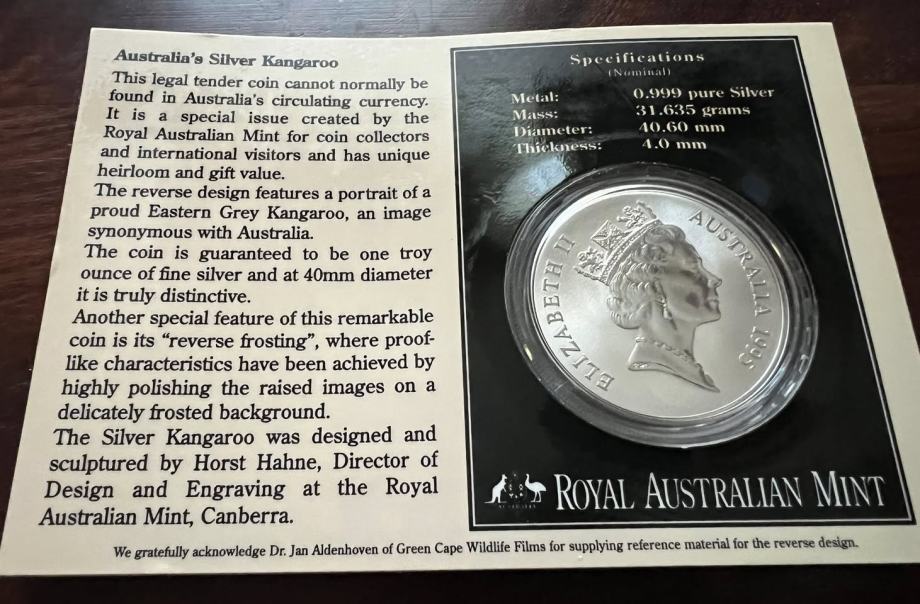 Australia's Silver Kangaroo
This legal tender coin cannot normally be
found in Australia's circulating currency.
It is a special issue created by the
Royal Australian Mint for coin collectors
and international visitors and has unique
heirloom and gift value.
The reverse design features a portrait of a
proud Eastern Grey Kangaroo, an image
synonymous with Australia.
The coin is guaranteed to be one troy
ounce of fine silver and at 40mm diameter
it is truly distinctive.
Another special feature of this remarkable
coin is its "reverse frosting", where proof-
like characteristics have been achieved by
highly polishing the raised images on a
delicately frosted background.
The Silver Kangaroo was designed and
sculptured by Horst Hahne, Director of
Design and Engraving at the Royal
Australian Mint, Canberra.
Specifications
(Nominal)
Metal: 0.999 pure Silver
Mass: 31.635 grams
Diameter: 40.60 mm
Thickness: 4.0 mm
ELIZABETH II
AUSTRALIA 1995
ROYAL AUSTRALIAN MINT
We gratefully acknowledge Dr. Jan Aldenhoven of Green Cape Wildlife Films for supplying reference material for the reverse design.